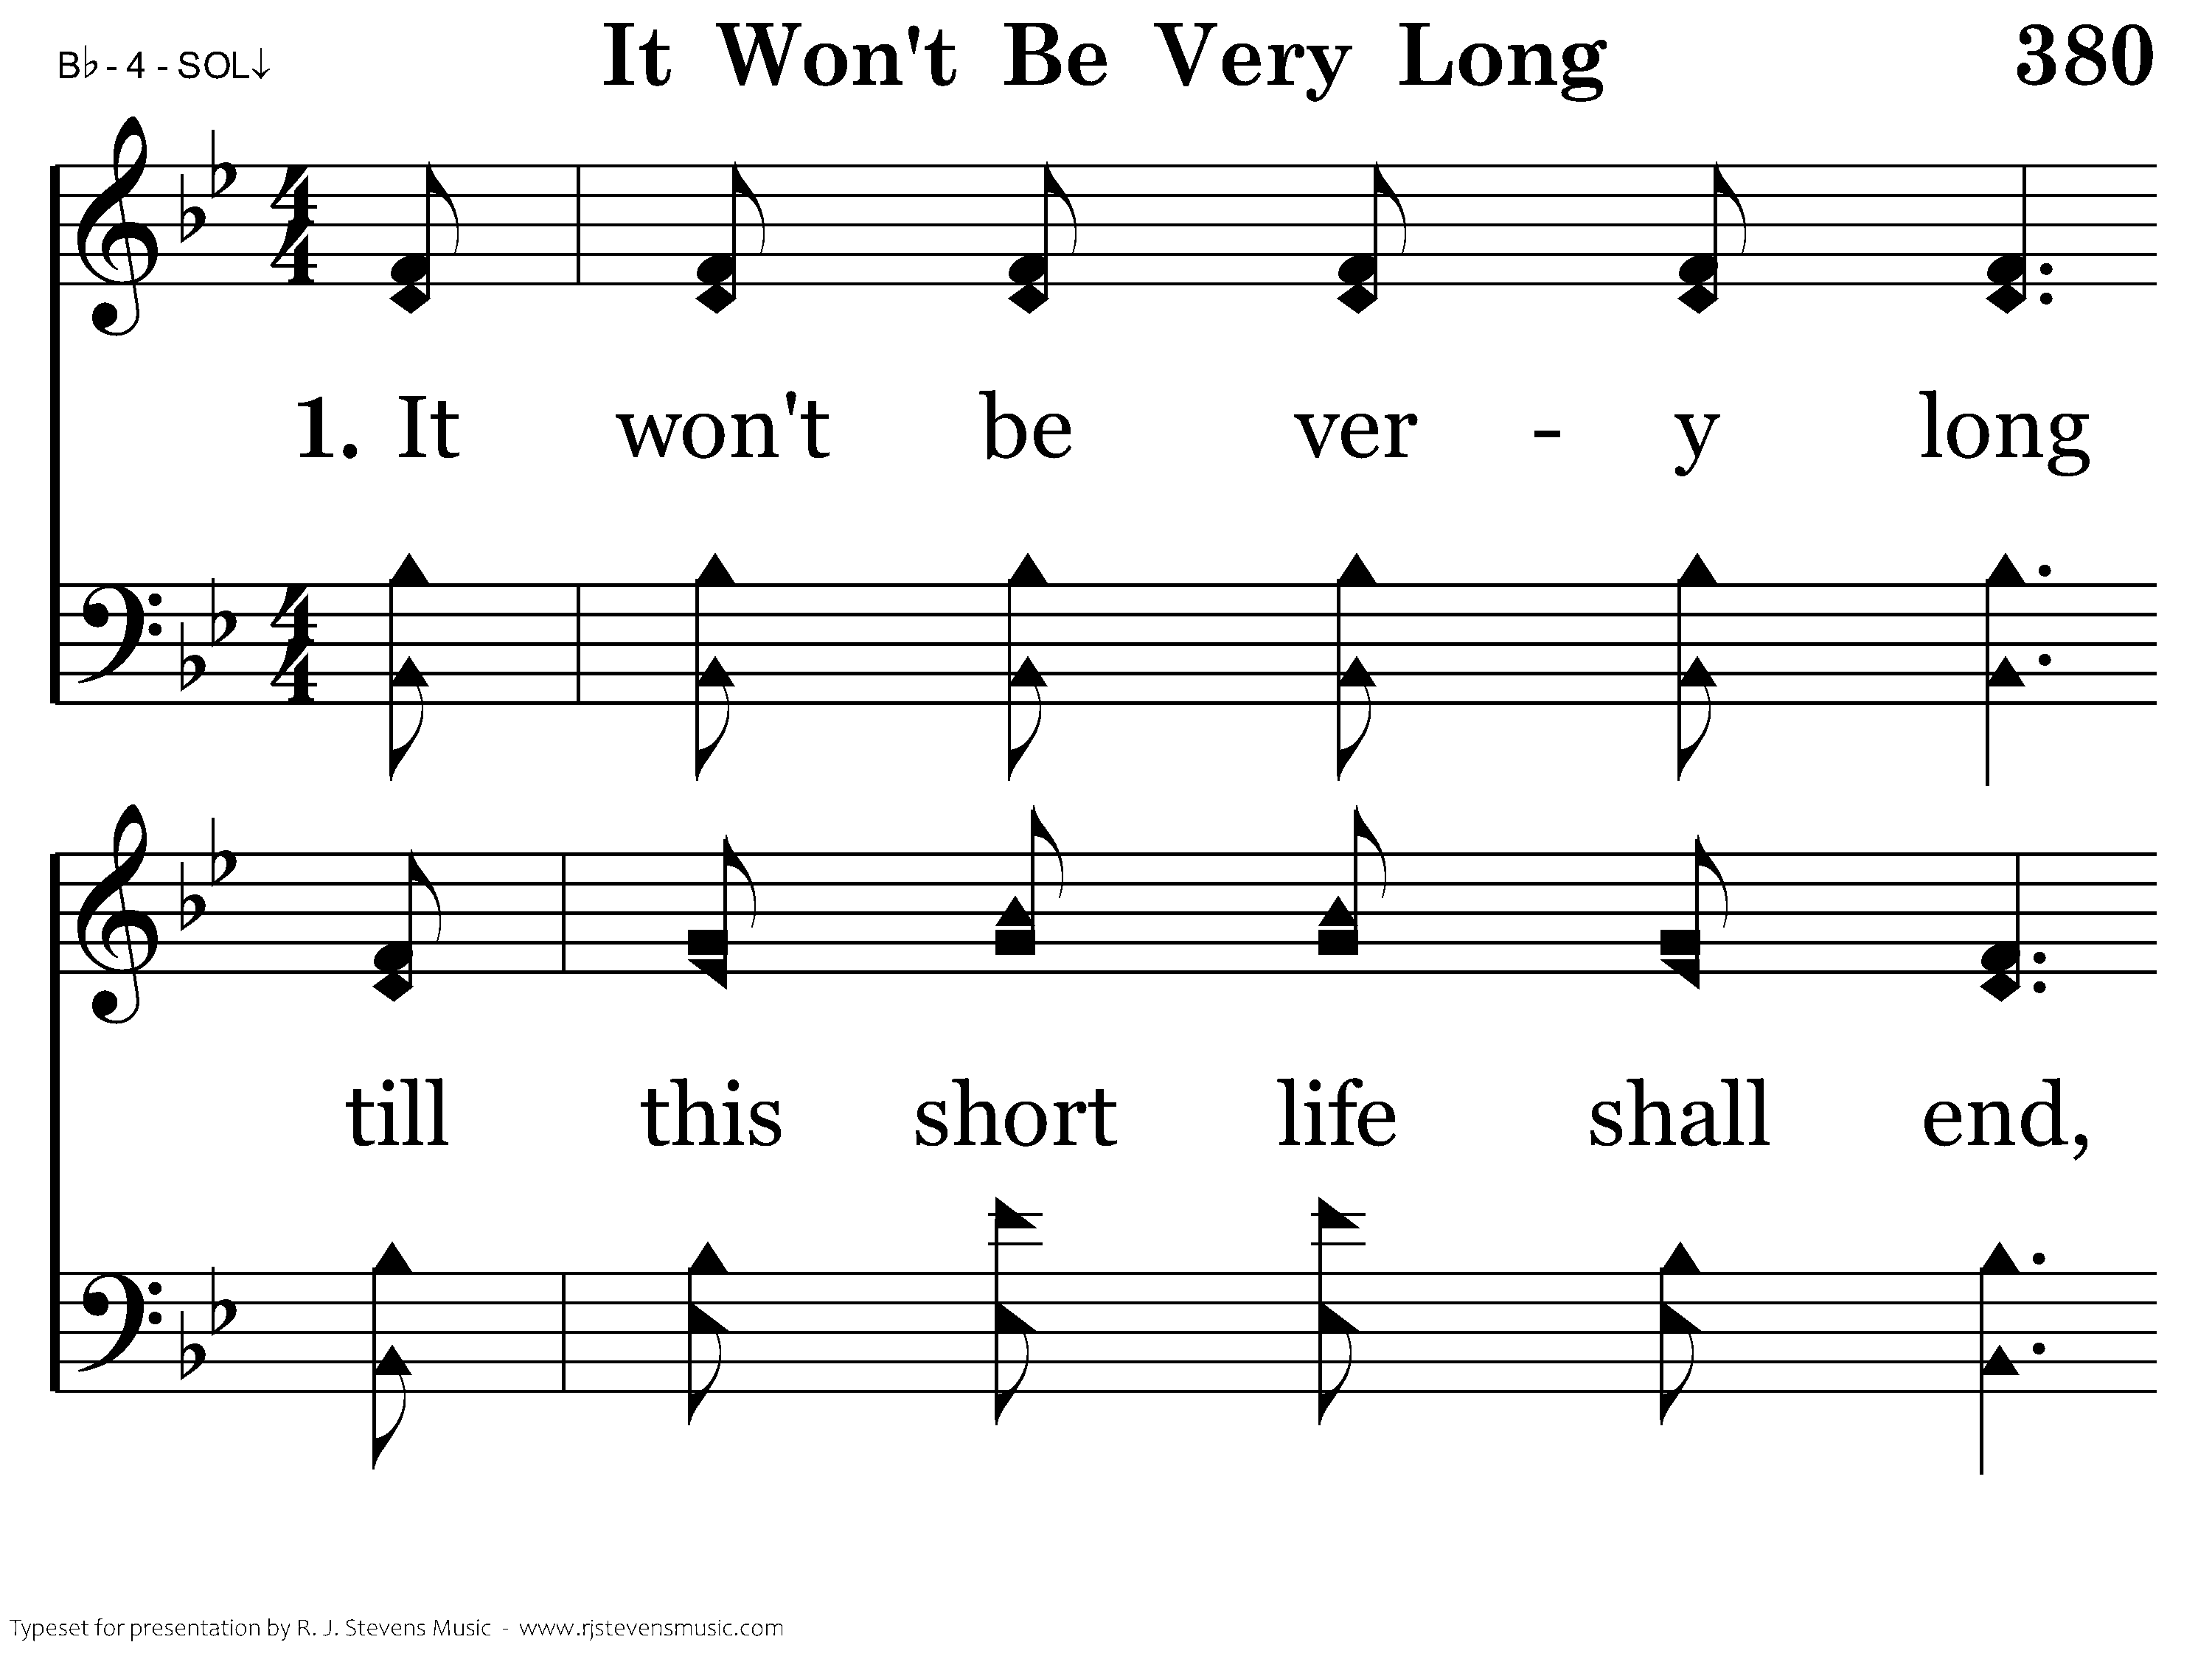 B♭ - 4 - SOL↓ It Won't Be Very Long 380
1. It won't be ver - y long
till this short life shall end,
Typeset for presentation by R. J. Stevens Music - www.rjstevensmusic.com